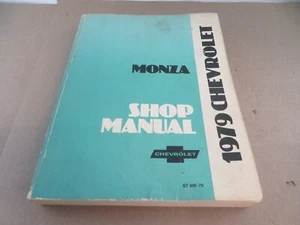 MONZA
SHOP
MANUAL
CHEVROLET
1979 CHEVROLET